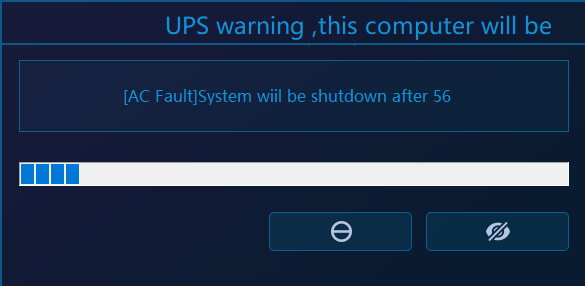 UPS warning ,this computer will be
[AC Fault]System wiil be shutdown after 56